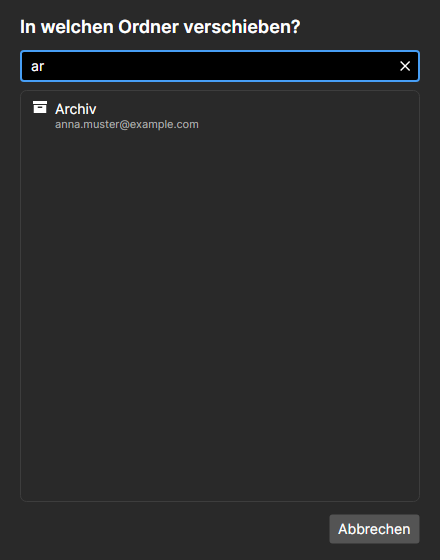 In welchen Ordner verschieben?
ar
Archiv
anna.muster@example.com
Abbrechen